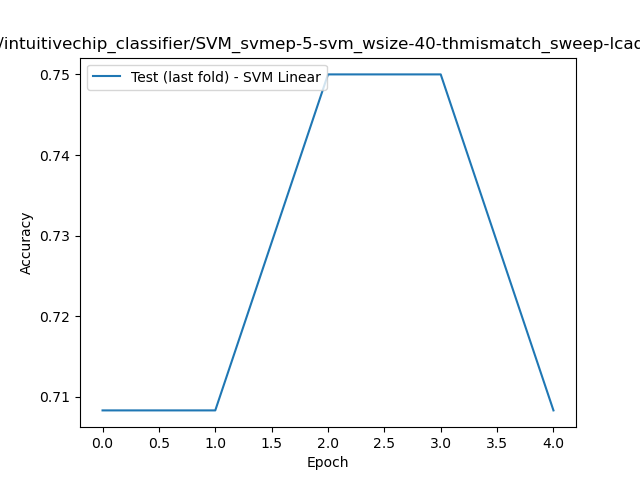 /intuitivechip_classifier/SVM_svmep-5-svm_wsize-40-thmismatch_sweep-lcad
Test (last fold) - SVM Linear
0.75
0.74
0.73
0.72
0.71
Accuracy
0.0 0.5 1.0 1.5 2.0 2.5 3.0 3.5 4.0
Epoch